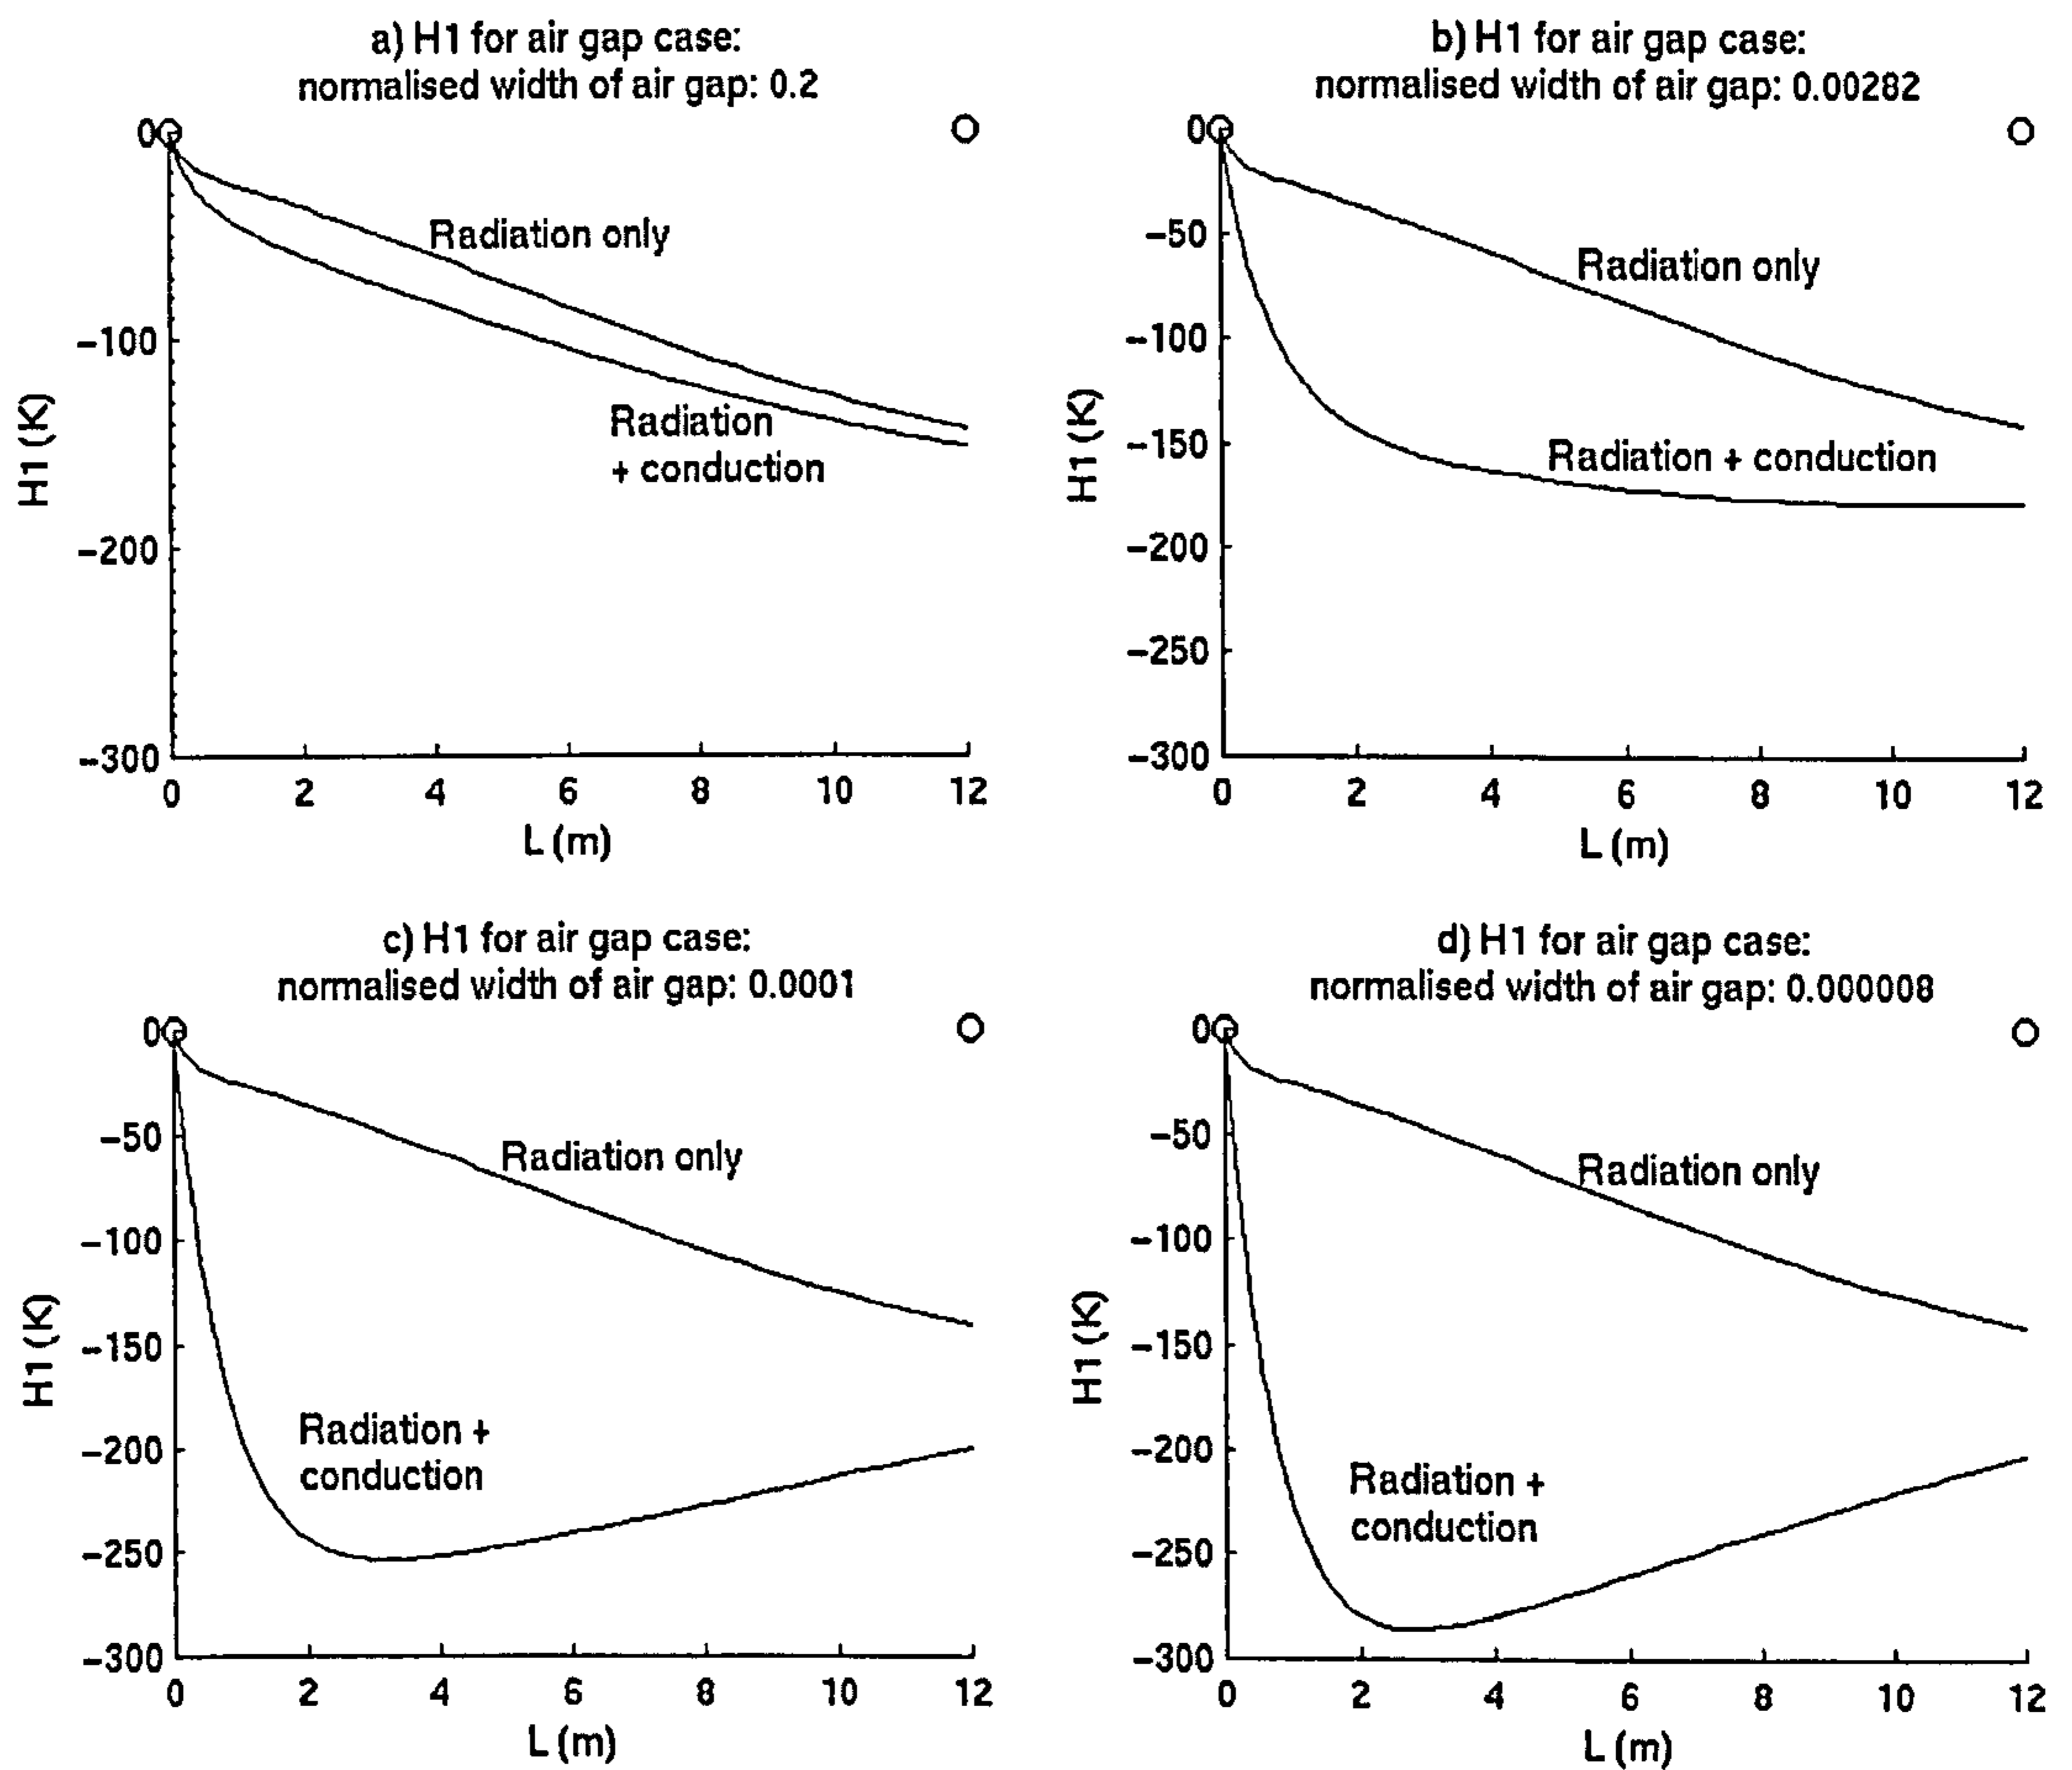 a) H1 for air gap case:
normalised width of air gap: 0.2
0
−100
−200
−300
H1 (K)
Radiation only
Radiation
+ conduction
0 2 4 6 8 10 12
L (m)
b) H1 for air gap case:
normalised width of air gap: 0.00282
0
−50
−100
−150
−200
−250
−300
H1 (K)
Radiation only
Radiation + conduction
0 2 4 6 8 10 12
L (m)
c) H1 for air gap case:
normalised width of air gap: 0.0001
0
−50
−100
−150
−200
−250
−300
H1 (K)
Radiation only
Radiation +
conduction
0 2 4 6 8 10 12
L (m)
d) H1 for air gap case:
normalised width of air gap: 0.000008
0
−50
−100
−150
−200
−250
−300
H1 (K)
Radiation only
Radiation +
conduction
0 2 4 6 8 10 12
L (m)